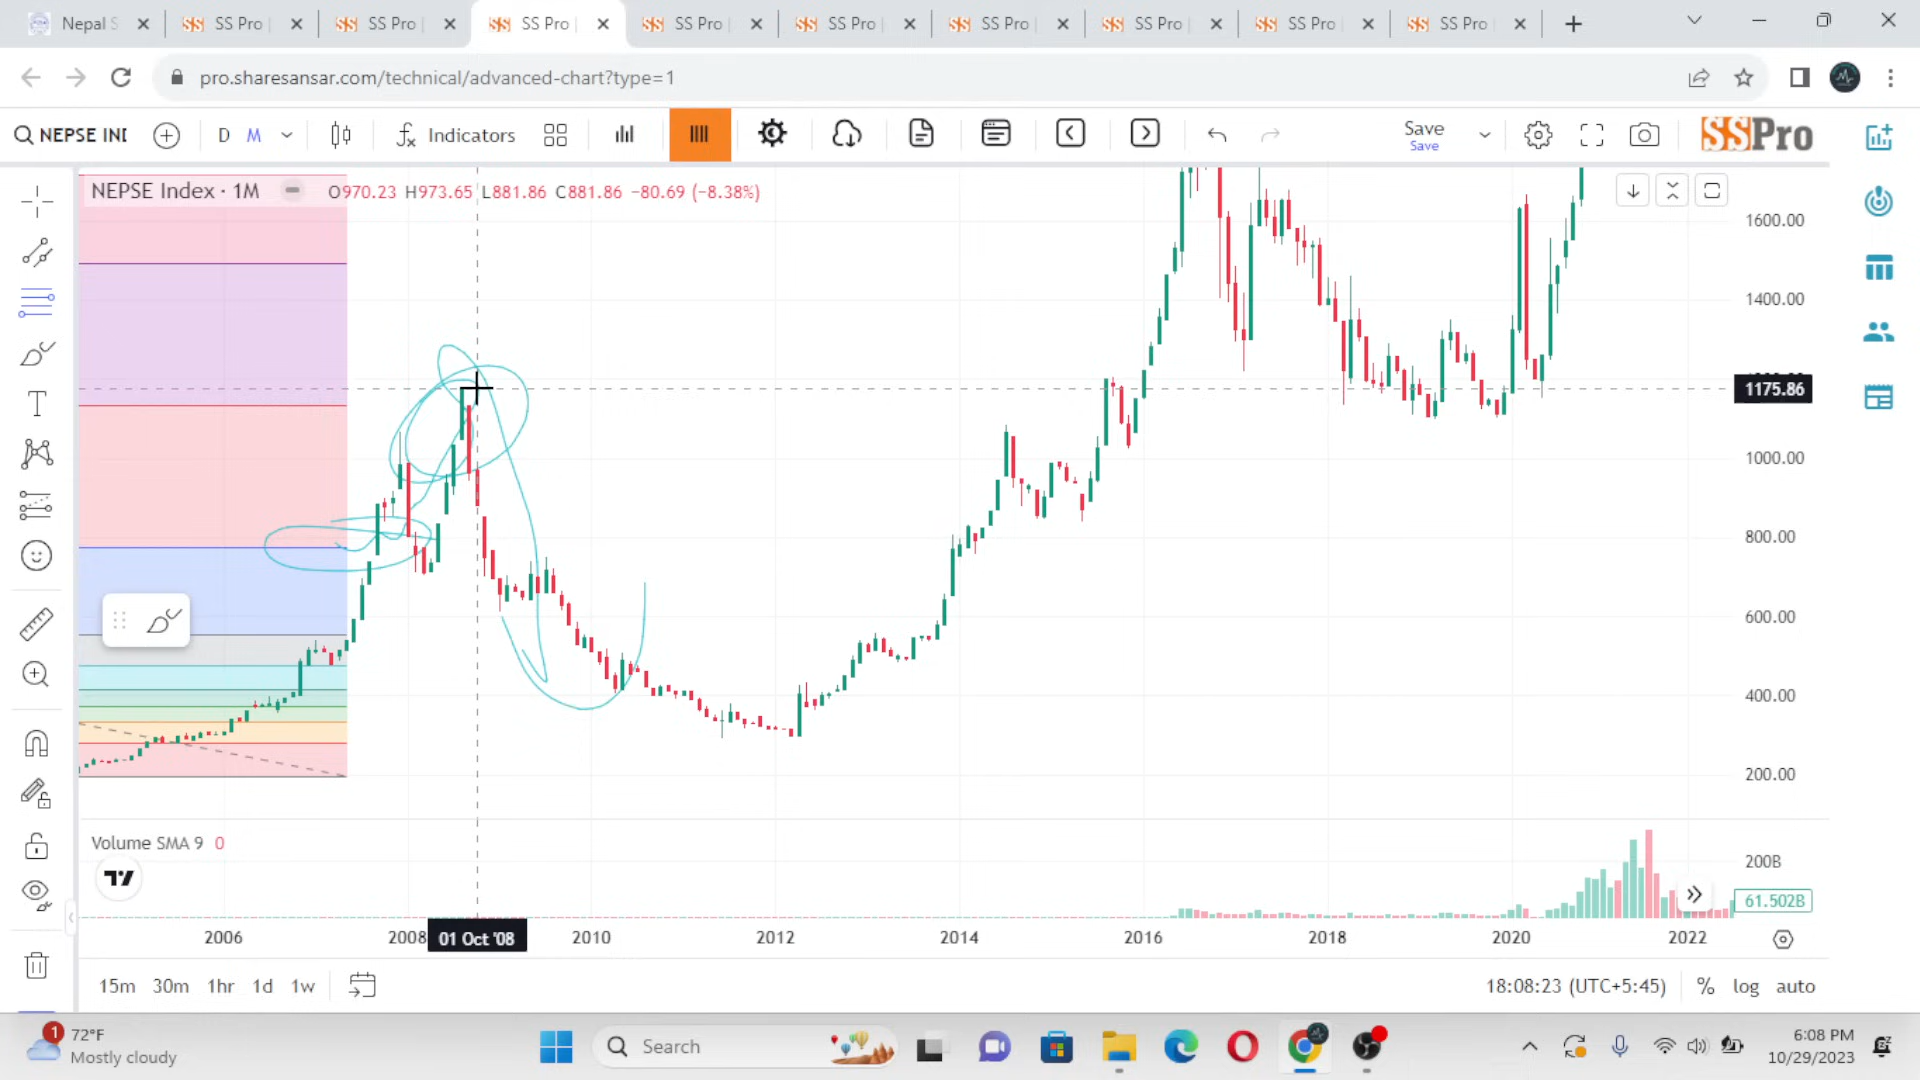 Nepal S
SS Pro |
SS Pro |
SS Pro |
SS Pro |
SS Pro |
SS Pro |
SS Pro |
SS Pro
SS Pro
pro.sharesansar.com/technical/advanced-chart?type=1
NEPSE INI
D
M
Indicators
Save
Save
SSPro
NEPSE Index · 1M
O970.23 H973.65 L881.86 C881.86 −80.69 (−8.38%)
1600.00
1400.00
1175.86
1000.00
800.00
600.00
400.00
200.00
Volume SMA 9 0
200B
61.502B
2006
2008
01 Oct '08
2010
2012
2014
2016
2018
2020
2022
15m 30m 1hr 1d 1w
18:08:23 (UTC+5:45)
% log auto
1
72°F
Mostly cloudy
Search
6:08 PM
10/29/2023